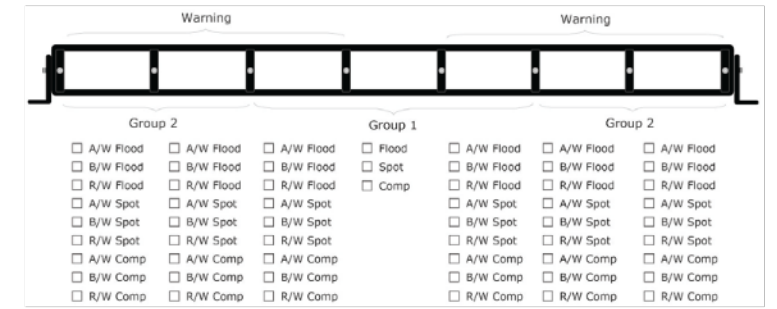 Warning Warning
Group 2 Group 1 Group 2
☐ A/W Flood ☐ A/W Flood ☐ A/W Flood ☐ Flood ☐ A/W Flood ☐ A/W Flood ☐ A/W Flood
☐ B/W Flood ☐ B/W Flood ☐ B/W Flood ☐ Spot ☐ B/W Flood ☐ B/W Flood ☐ B/W Flood
☐ R/W Flood ☐ R/W Flood ☐ R/W Flood ☐ Comp ☐ R/W Flood ☐ R/W Flood ☐ R/W Flood
☐ A/W Spot ☐ A/W Spot ☐ A/W Spot ☐ A/W Spot ☐ A/W Spot ☐ A/W Spot
☐ B/W Spot ☐ B/W Spot ☐ B/W Spot ☐ B/W Spot ☐ B/W Spot ☐ B/W Spot
☐ R/W Spot ☐ R/W Spot ☐ R/W Spot ☐ R/W Spot ☐ R/W Spot ☐ R/W Spot
☐ A/W Comp ☐ A/W Comp ☐ A/W Comp ☐ A/W Comp ☐ A/W Comp ☐ A/W Comp
☐ B/W Comp ☐ B/W Comp ☐ B/W Comp ☐ B/W Comp ☐ B/W Comp ☐ B/W Comp
☐ R/W Comp ☐ R/W Comp ☐ R/W Comp ☐ R/W Comp ☐ R/W Comp ☐ R/W Comp